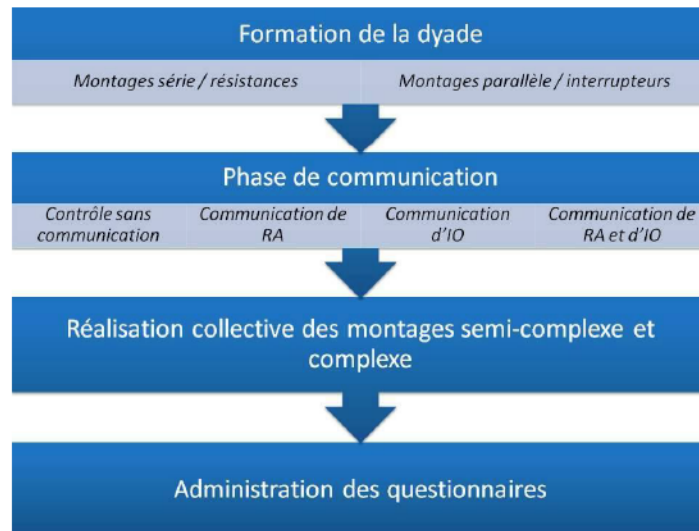 Formation de la dyade
Montages série / résistances
Montages parallèle / interrupteurs
Phase de communication
Contrôle sans
communication
Communication de
RA
Communication
d'IO
Communication de
RA et d'IO
Réalisation collective des montages semi-complexe et
complexe
Administration des questionnaires